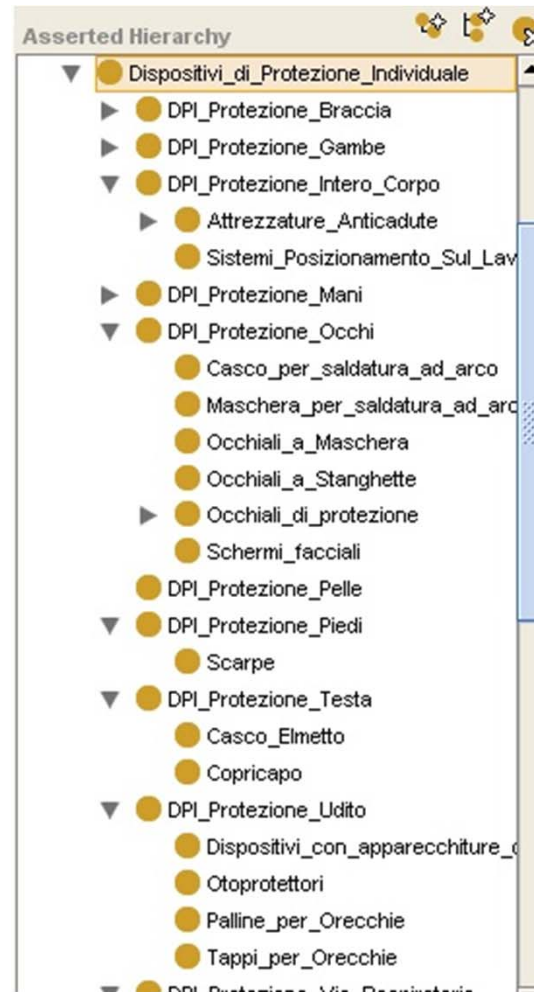 Asserted Hierarchy
Dispositivi_di_Protezione_Individuale
DPI_Protezione_Braccia
DPI_Protezione_Gambe
DPI_Protezione_Intero_Corpo
Attrezzature_Anticadute
Sistemi_Posizionamento_Sul_Lav
DPI_Protezione_Mani
DPI_Protezione_Occhi
Casco_per_saldatura_ad_arco
Maschera_per_saldatura_ad_arc
Occhiali_a_Maschera
Occhiali_a_Stanghette
Occhiali_di_protezione
Schermi_facciali
DPI_Protezione_Pelle
DPI_Protezione_Piedi
Scarpe
DPI_Protezione_Testa
Casco_Elmetto
Copricapo
DPI_Protezione_Udito
Dispositivi_con_apparecchiture_
Otoprotettori
Palline_per_Orecchie
Tappi_per_Orecchie
DPI_Protezione_Vie_Respiratorie